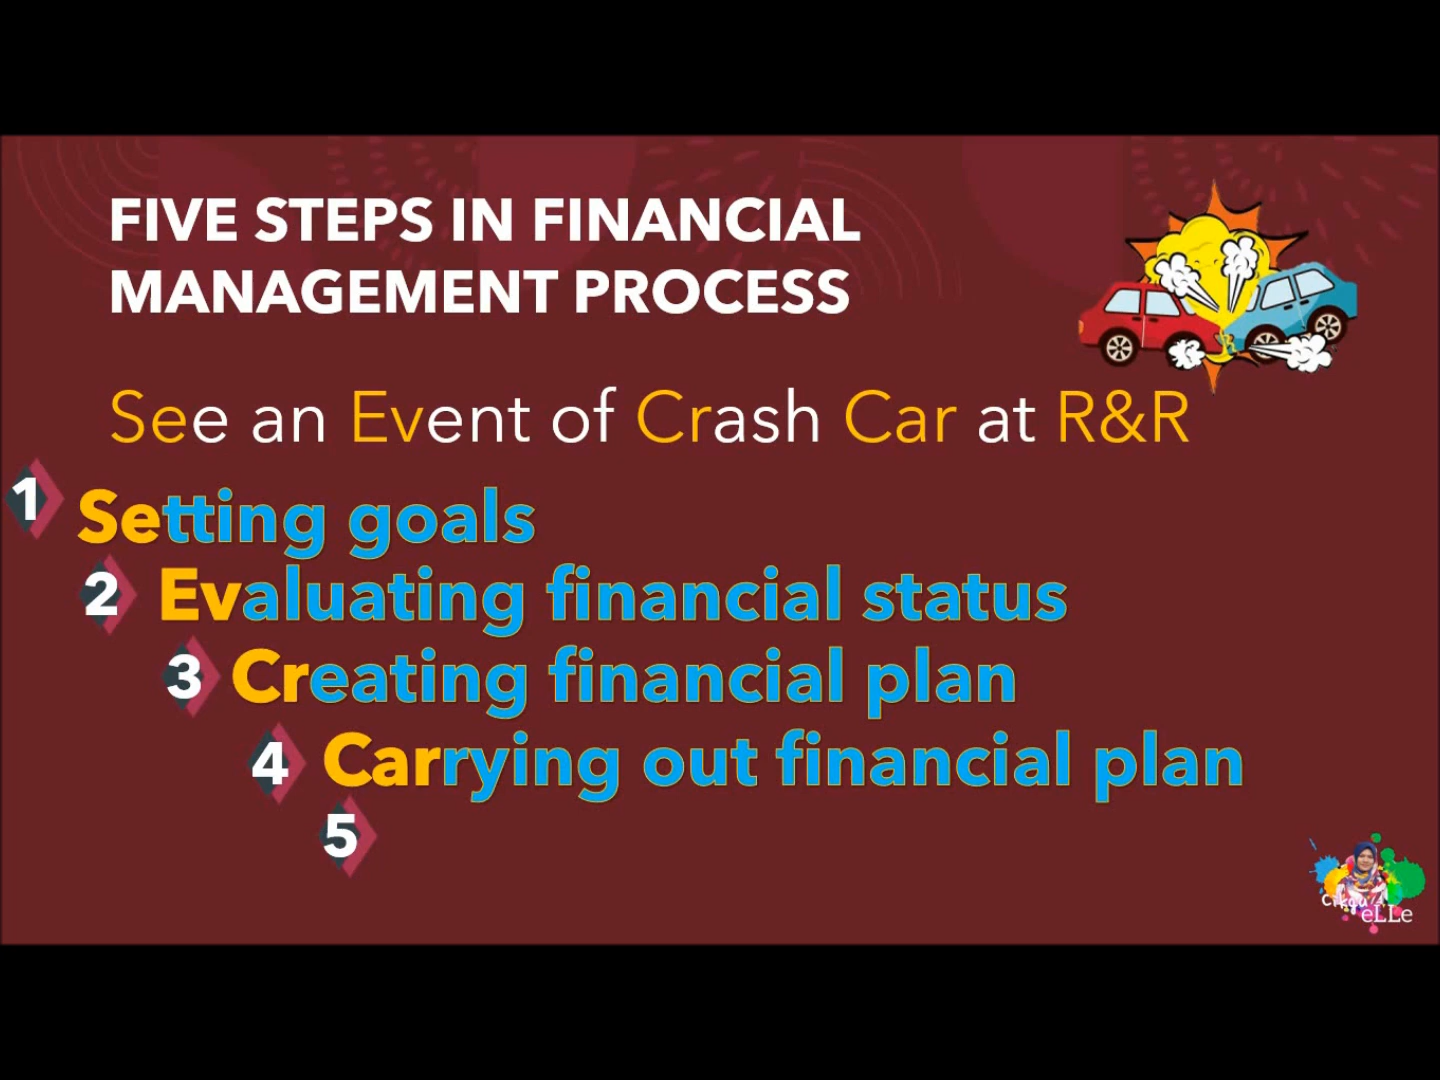 FIVE STEPS IN FINANCIAL
MANAGEMENT PROCESS
See an Event of Crash Car at R&R
1 Setting goals
2 Evaluating financial status
3 Creating financial plan
4 Carrying out financial plan
5
eLLe